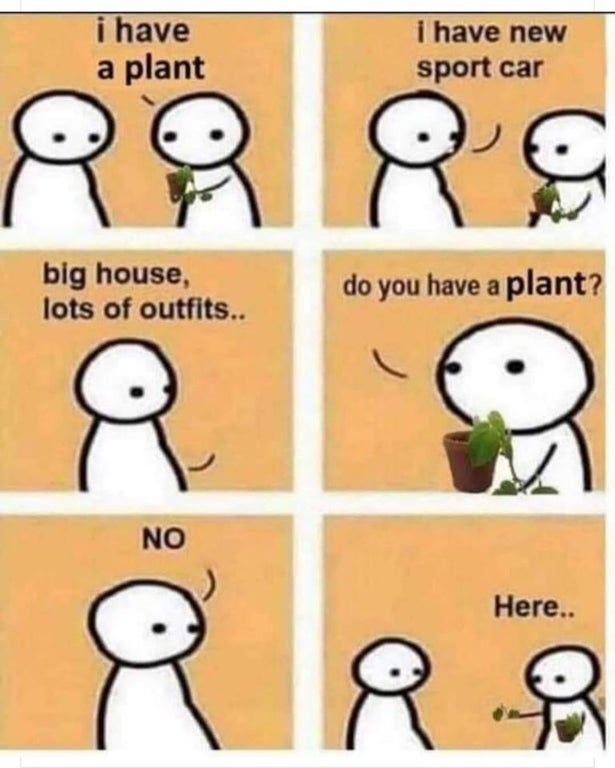 i have
a plant
i have new
sport car
big house,
lots of outfits..
do you have a plant?
NO
Here..